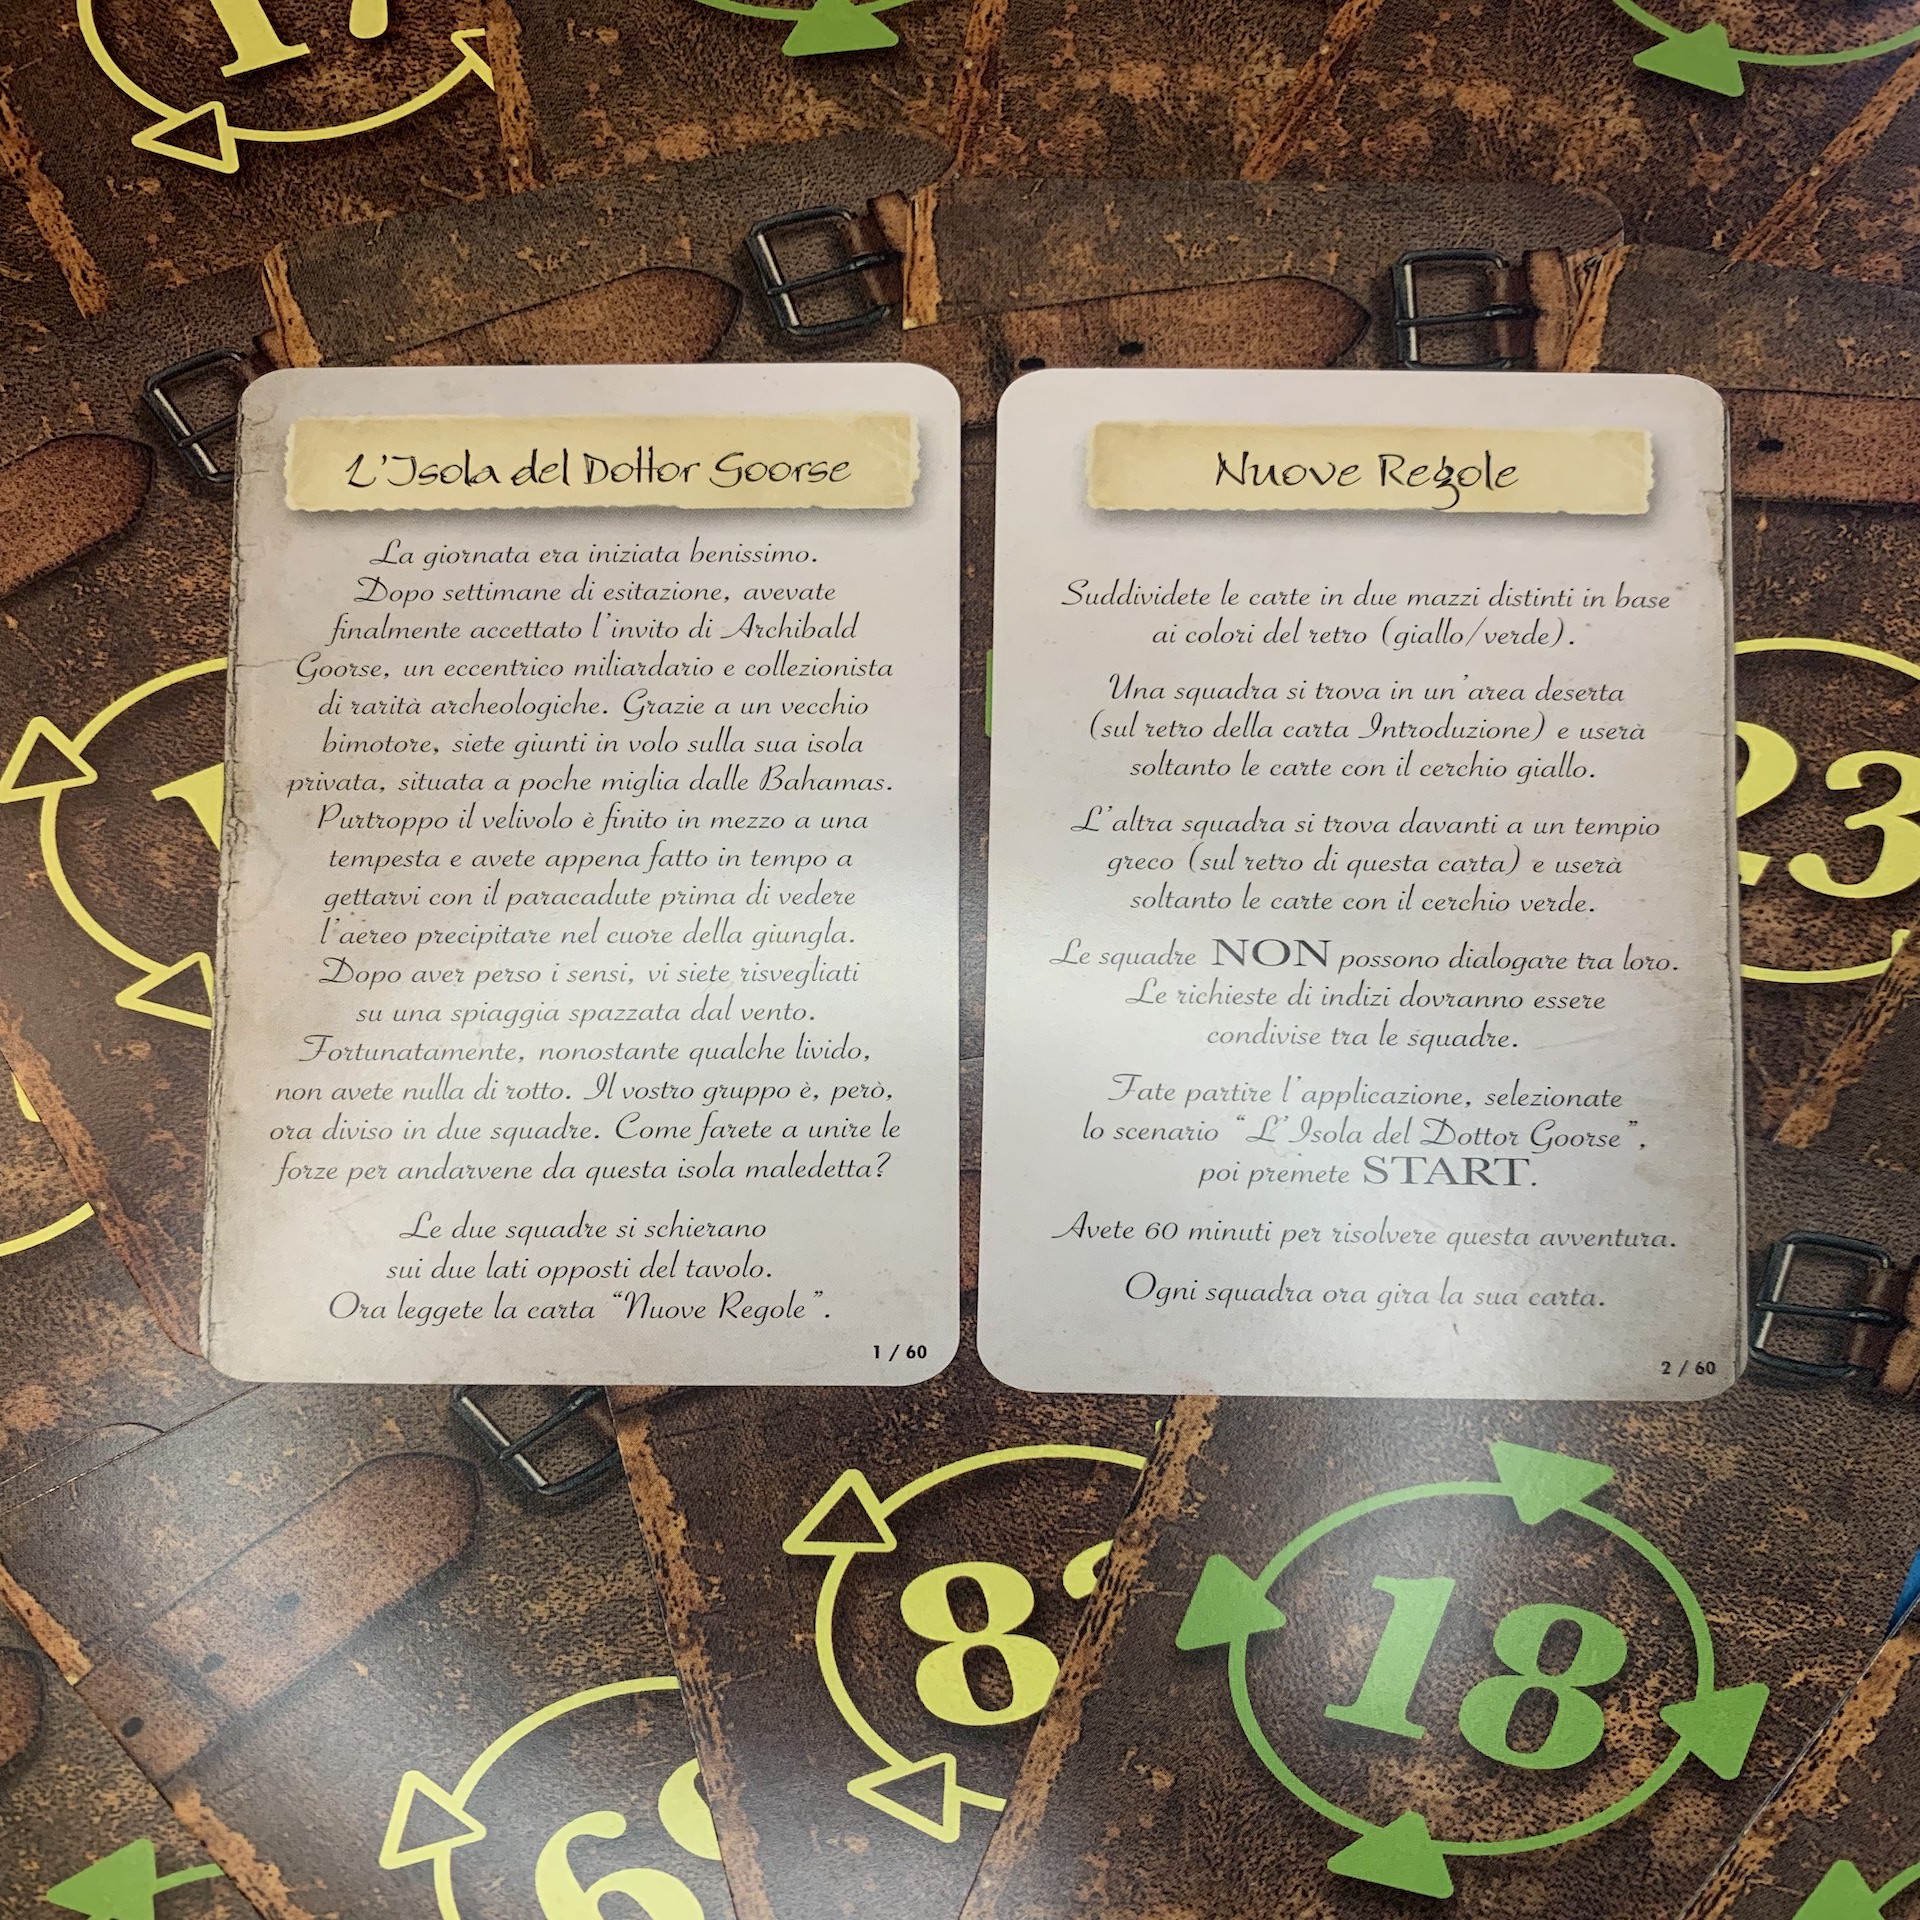 17
L'Isola del Dottor Goorse
La giornata era iniziata benissimo.
Dopo settimane di esitazione, avevate
finalmente accettato l'invito di Archibald
Goorse, un eccentrico miliardario e collezionista
di rarità archeologiche. Grazie a un vecchio
bimotore, siete giunti in volo sulla sua isola
privata, situata a poche miglia dalle Bahamas.
Purtroppo il velivolo è finito in mezzo a una
tempesta e avete appena fatto in tempo a
gettarvi con il paracadute prima di vedere
l'aereo precipitare nel cuore della giungla.
Dopo aver perso i sensi, vi siete risvegliati
su una spiaggia spazzata dal vento.
Fortunatamente, nonostante qualche livido,
non avete nulla di rotto. Il vostro gruppo è, però,
ora diviso in due squadre. Come farete a unire le
forze per andarvene da questa isola maledetta?
Le due squadre si schierano
sui due lati opposti del tavolo.
Ora leggete la carta “Nuove Regole”.
1 / 60
Nuove Regole
Suddividete le carte in due mazzi distinti in base
ai colori del retro (giallo/verde).
Una squadra si trova in un'area deserta
(sul retro della carta Introduzione) e userà
soltanto le carte con il cerchio giallo.
L'altra squadra si trova davanti a un tempio
greco (sul retro di questa carta) e userà
soltanto le carte con il cerchio verde.
Le squadre NON possono dialogare tra loro.
Le richieste di indizi dovranno essere
condivise tra le squadre.
Fate partire l'applicazione, selezionate
lo scenario “L'Isola del Dottor Goorse”,
poi premete START.
Avete 60 minuti per risolvere questa avventura.
Ogni squadra ora gira la sua carta.
2 / 60
23
8
18
6